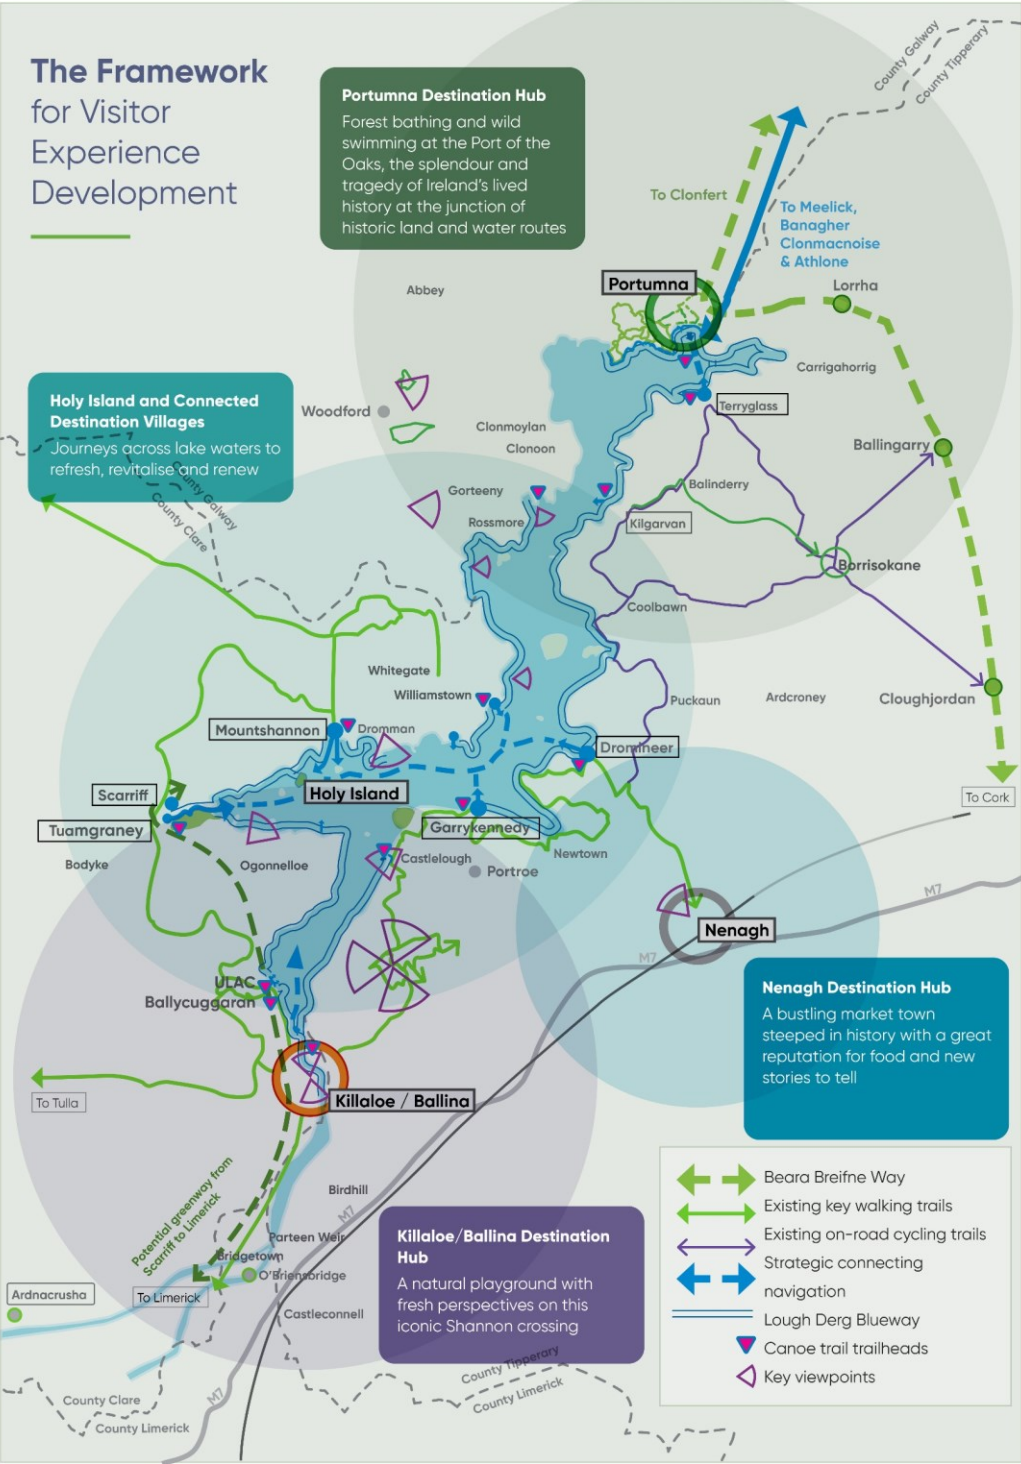 The Framework
for Visitor
Experience
Development
Portumna Destination Hub
Forest bathing and wild
swimming at the Port of the
Oaks, the splendour and
tragedy of Ireland's lived
history at the junction of
historic land and water routes
County Galway
County Tipperary
To Clonfert
To Meelick,
Banagher
Clonmacnoise
& Athlone
Abbey
Portumna
Lorrha
Carrigahorrig
Holy Island and Connected
Destination Villages
Journeys across lake waters to
refresh, revitalise and renew
County Galway
County Clare
Woodford
Terryglass
Clonmoylan
Clonoon
Ballingarry
Gorteeny
Balinderry
Rossmore
Kilgarvan
Borrisokane
Coolbawn
Whitegate
Williamstown
Puckaun
Ardcroney
Cloughjordan
Mountshannon
Dromman
Dromineer
Scarriff
Holy Island
To Cork
Tuamgraney
Garrykennedy
Bodyke
Ogonnelloe
Castlelough
Newtown
Portroe
M7
Nenagh
M7
ULAC
Ballycuggaran
Nenagh Destination Hub
A bustling market town
steeped in history with a great
reputation for food and new
stories to tell
To Tulla
Killaloe / Ballina
Potential greenway from
Scarriff to Limerick
Birdhill
M7
Parteen Weir
Bridgetown
O'Briensbridge
To Limerick
Ardnacrusha
Castleconnell
Killaloe/Ballina Destination
Hub
A natural playground with
fresh perspectives on this
iconic Shannon crossing
Beara Breifne Way
Existing key walking trails
Existing on-road cycling trails
Strategic connecting
navigation
Lough Derg Blueway
Canoe trail trailheads
Key viewpoints
County Tipperary
County Limerick
M7
County Clare
County Limerick